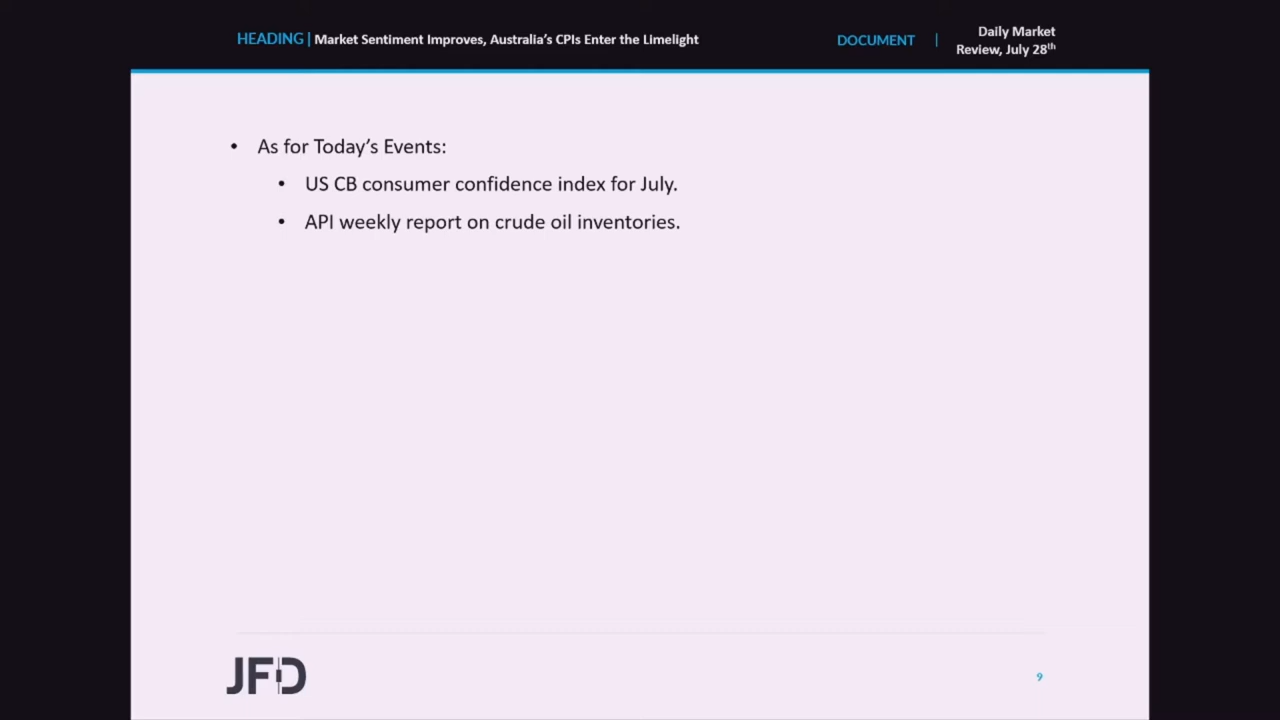 HEADING | Market Sentiment Improves, Australia's CPIs Enter the Limelight
DOCUMENT | Daily Market
Review, July 28th
• As for Today's Events:
• US CB consumer confidence index for July.
• API weekly report on crude oil inventories.
JFD
9